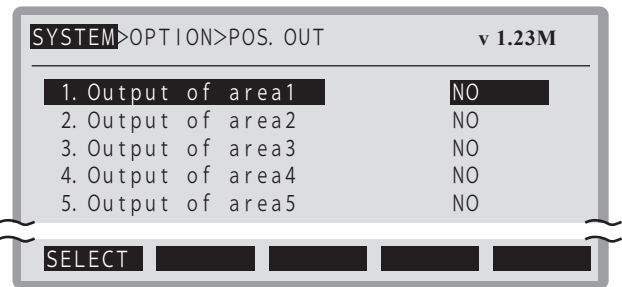 SYSTEM>OPTION>POS. OUT v 1.23M
1. Output of area1 NO
2. Output of area2 NO
3. Output of area3 NO
4. Output of area4 NO
5. Output of area5 NO
SELECT